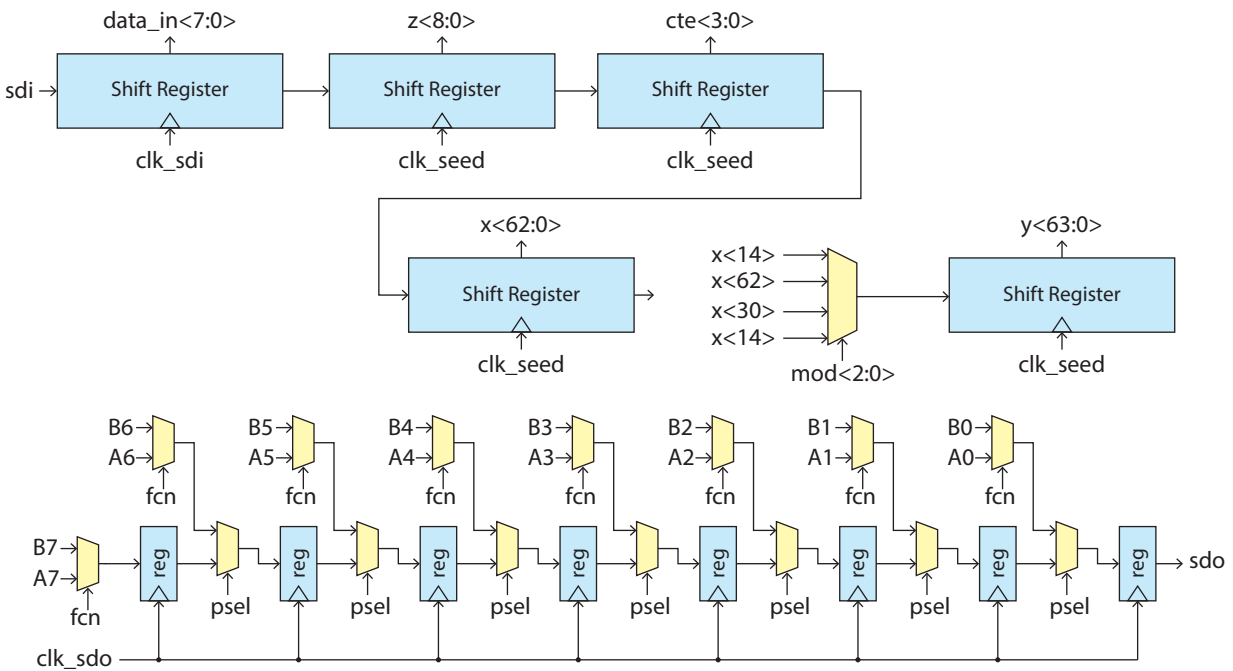 data_in<7:0> z<8:0> cte<3:0>
sdi Shift Register Shift Register Shift Register
clk_sdi clk_seed clk_seed
x<62:0> y<63:0>
x<14>
x<62>
Shift Register Shift Register
x<30>
x<14>
clk_seed mod<2:0> clk_seed
B6 B5 B4 B3 B2 B1 B0
A6 A5 A4 A3 A2 A1 A0
fcn fcn fcn fcn fcn fcn fcn
B7 reg reg reg reg reg reg reg reg sdo
A7
fcn psel psel psel psel psel psel psel
clk_sdo